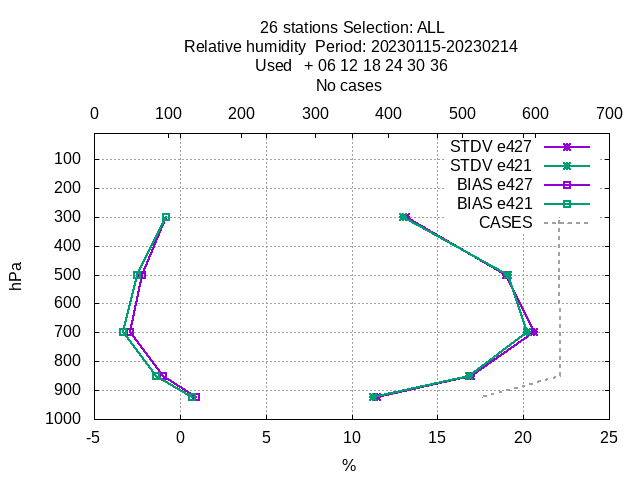 26 stations Selection: ALL
Relative humidity  Period: 20230115-20230214
Used   + 06 12 18 24 30 36
No cases
0 100 200 300 400 500 600 700
STDV e427
STDV e421
BIAS e427
BIAS e421
CASES
100
200
300
400
500
600
700
800
900
1000
hPa
-5 0 5 10 15 20 25
%